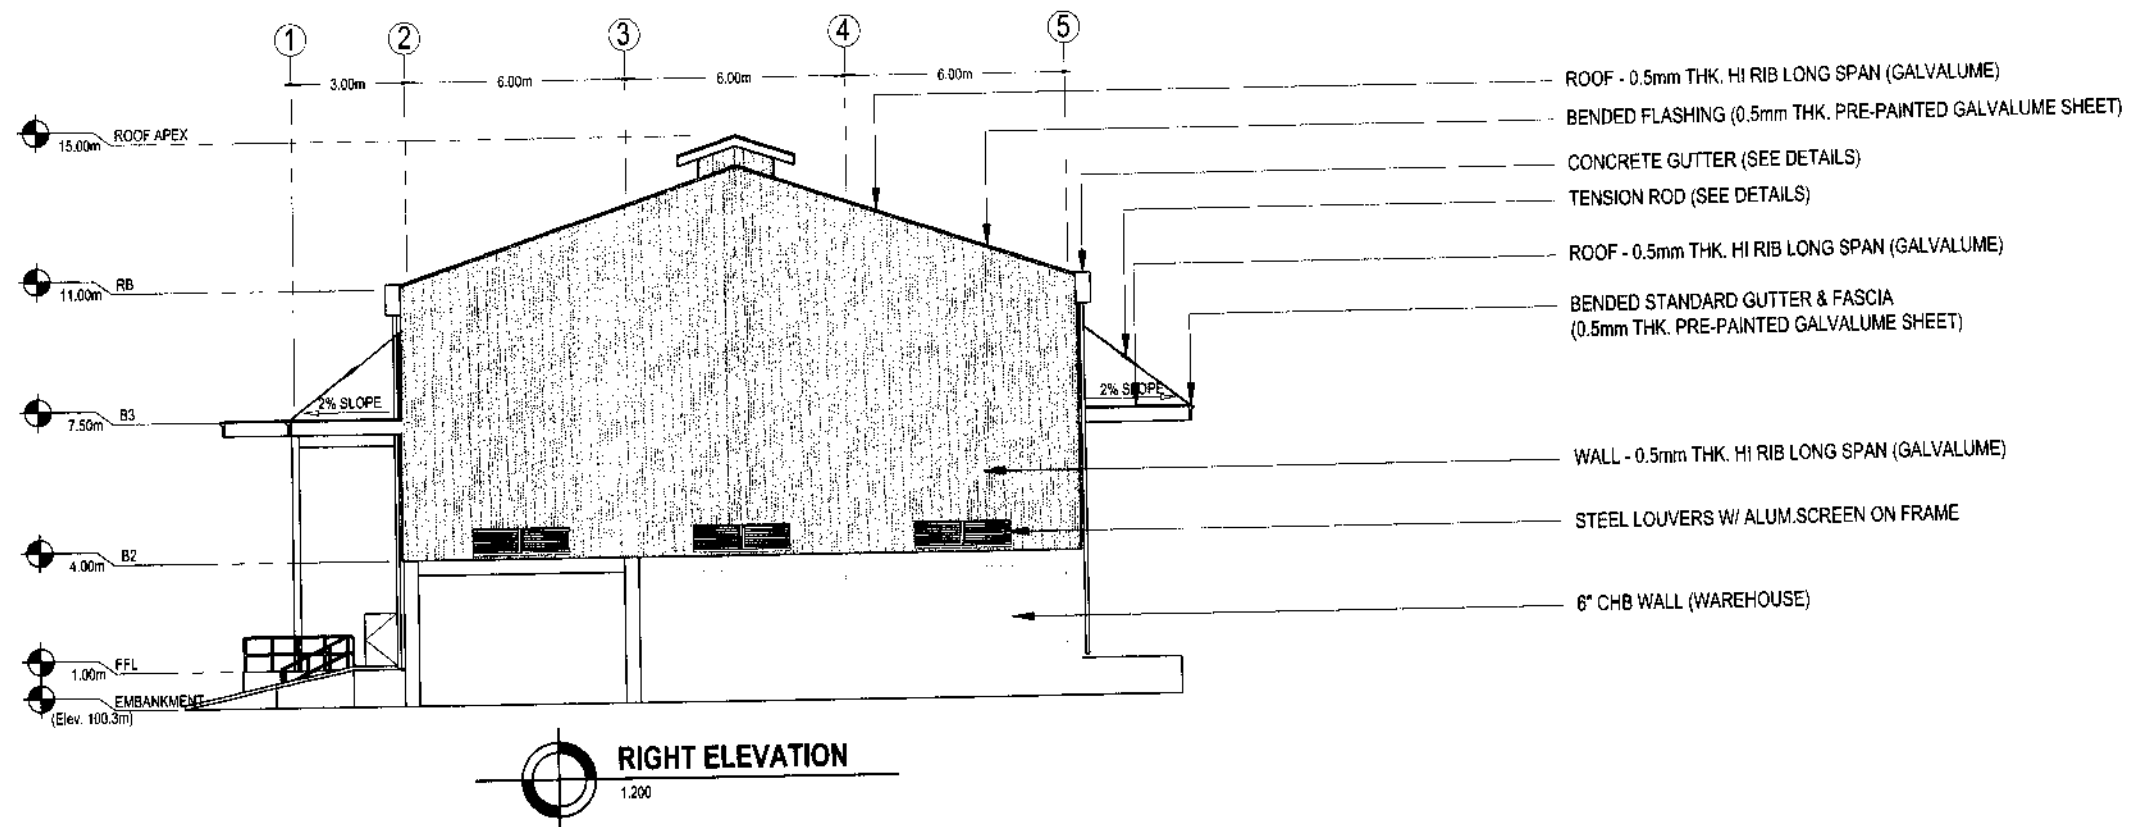 1 2 3 4 5
3.00m 6.00m 6.00m 6.00m
ROOF - 0.5mm THK. HI RIB LONG SPAN (GALVALUME)
BENDED FLASHING (0.5mm THK. PRE-PAINTED GALVALUME SHEET)
ROOF APEX
15.00m
CONCRETE GUTTER (SEE DETAILS)
TENSION ROD (SEE DETAILS)
ROOF - 0.5mm THK. HI RIB LONG SPAN (GALVALUME)
RB
11.00m
BENDED STANDARD GUTTER & FASCIA
(0.5mm THK. PRE-PAINTED GALVALUME SHEET)
2% SLOPE
2% SLOPE
B3
7.50m
WALL - 0.5mm THK. HI RIB LONG SPAN (GALVALUME)
STEEL LOUVERS W/ ALUM.SCREEN ON FRAME
B2
4.00m
6" CHB WALL (WAREHOUSE)
FFL
1.00m
EMBANKMENT
(Elev. 100.3m)
RIGHT ELEVATION
1.200